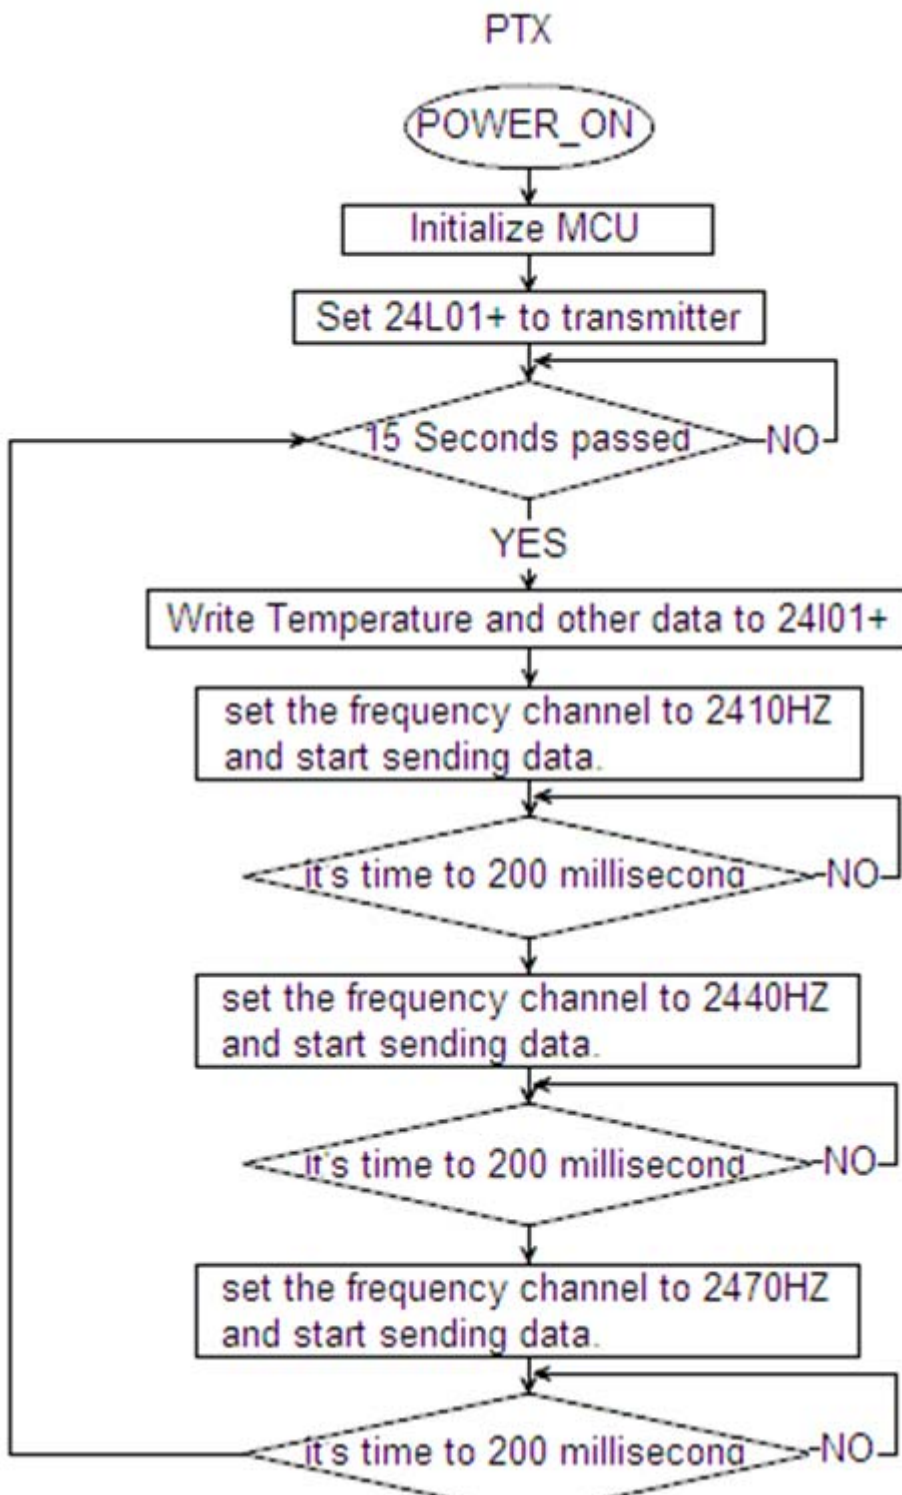 PTX
POWER_ON
Initialize MCU
Set 24L01+ to transmitter
15 Seconds passed
NO
YES
Write Temperature and other data to 24l01+
set the frequency channel to 2410HZ
and start sending data.
it's time to 200 millisecond
NO
set the frequency channel to 2440HZ
and start sending data.
it's time to 200 millisecond
NO
set the frequency channel to 2470HZ
and start sending data.
it's time to 200 millisecond
NO